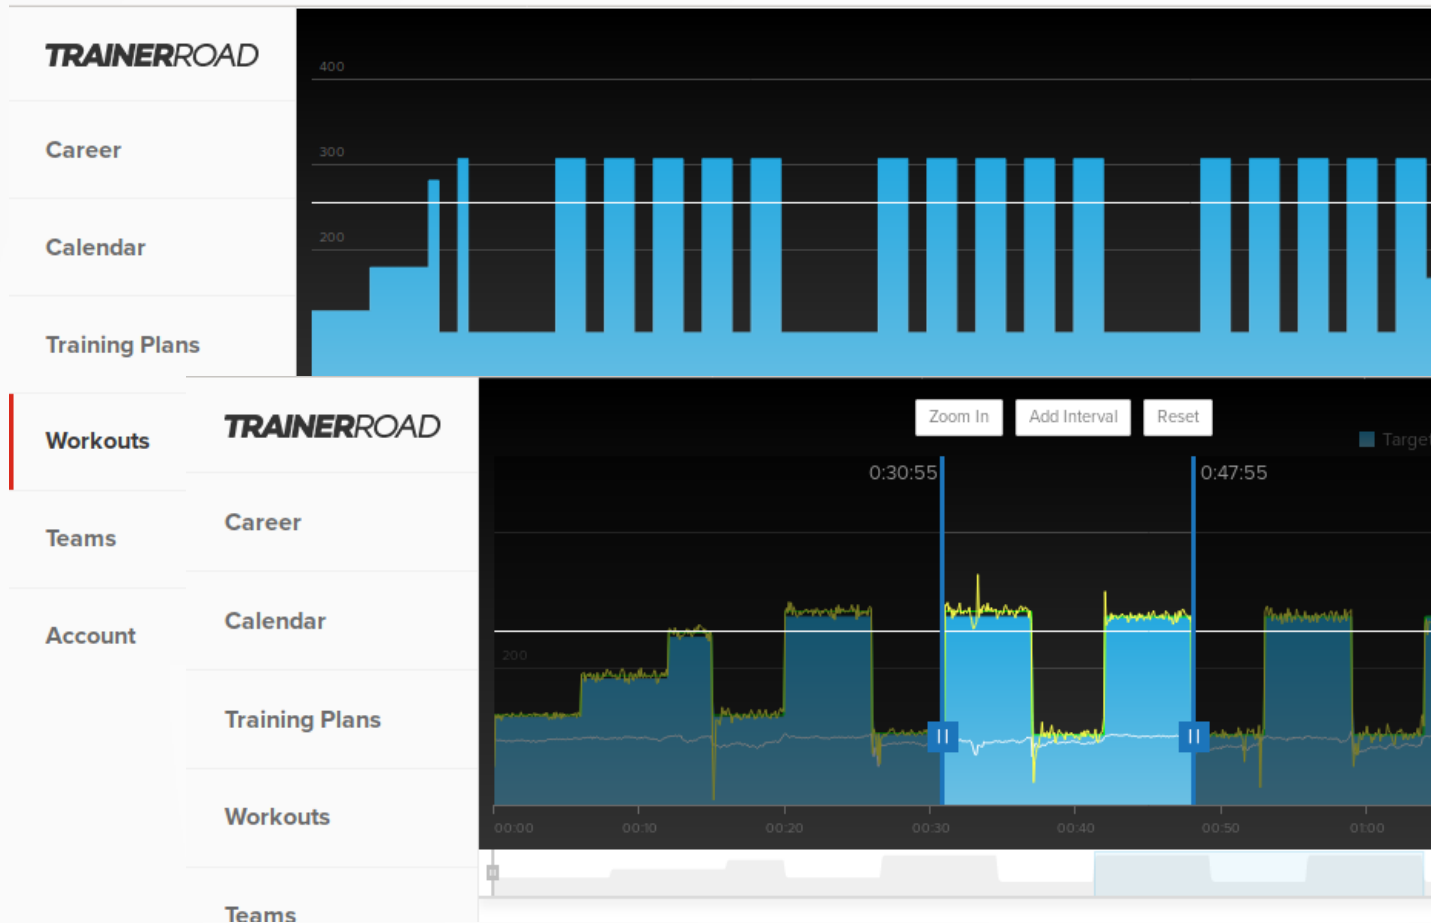 TRAINERROAD
Career
Calendar
Training Plans
Workouts
Teams
Account
400
300
200
TRAINERROAD
Career
Calendar
Training Plans
Workouts
Teams
Zoom In
Add Interval
Reset
Target
0:30:55
0:47:55
200
00:00
00:10
00:20
00:30
00:40
00:50
01:00